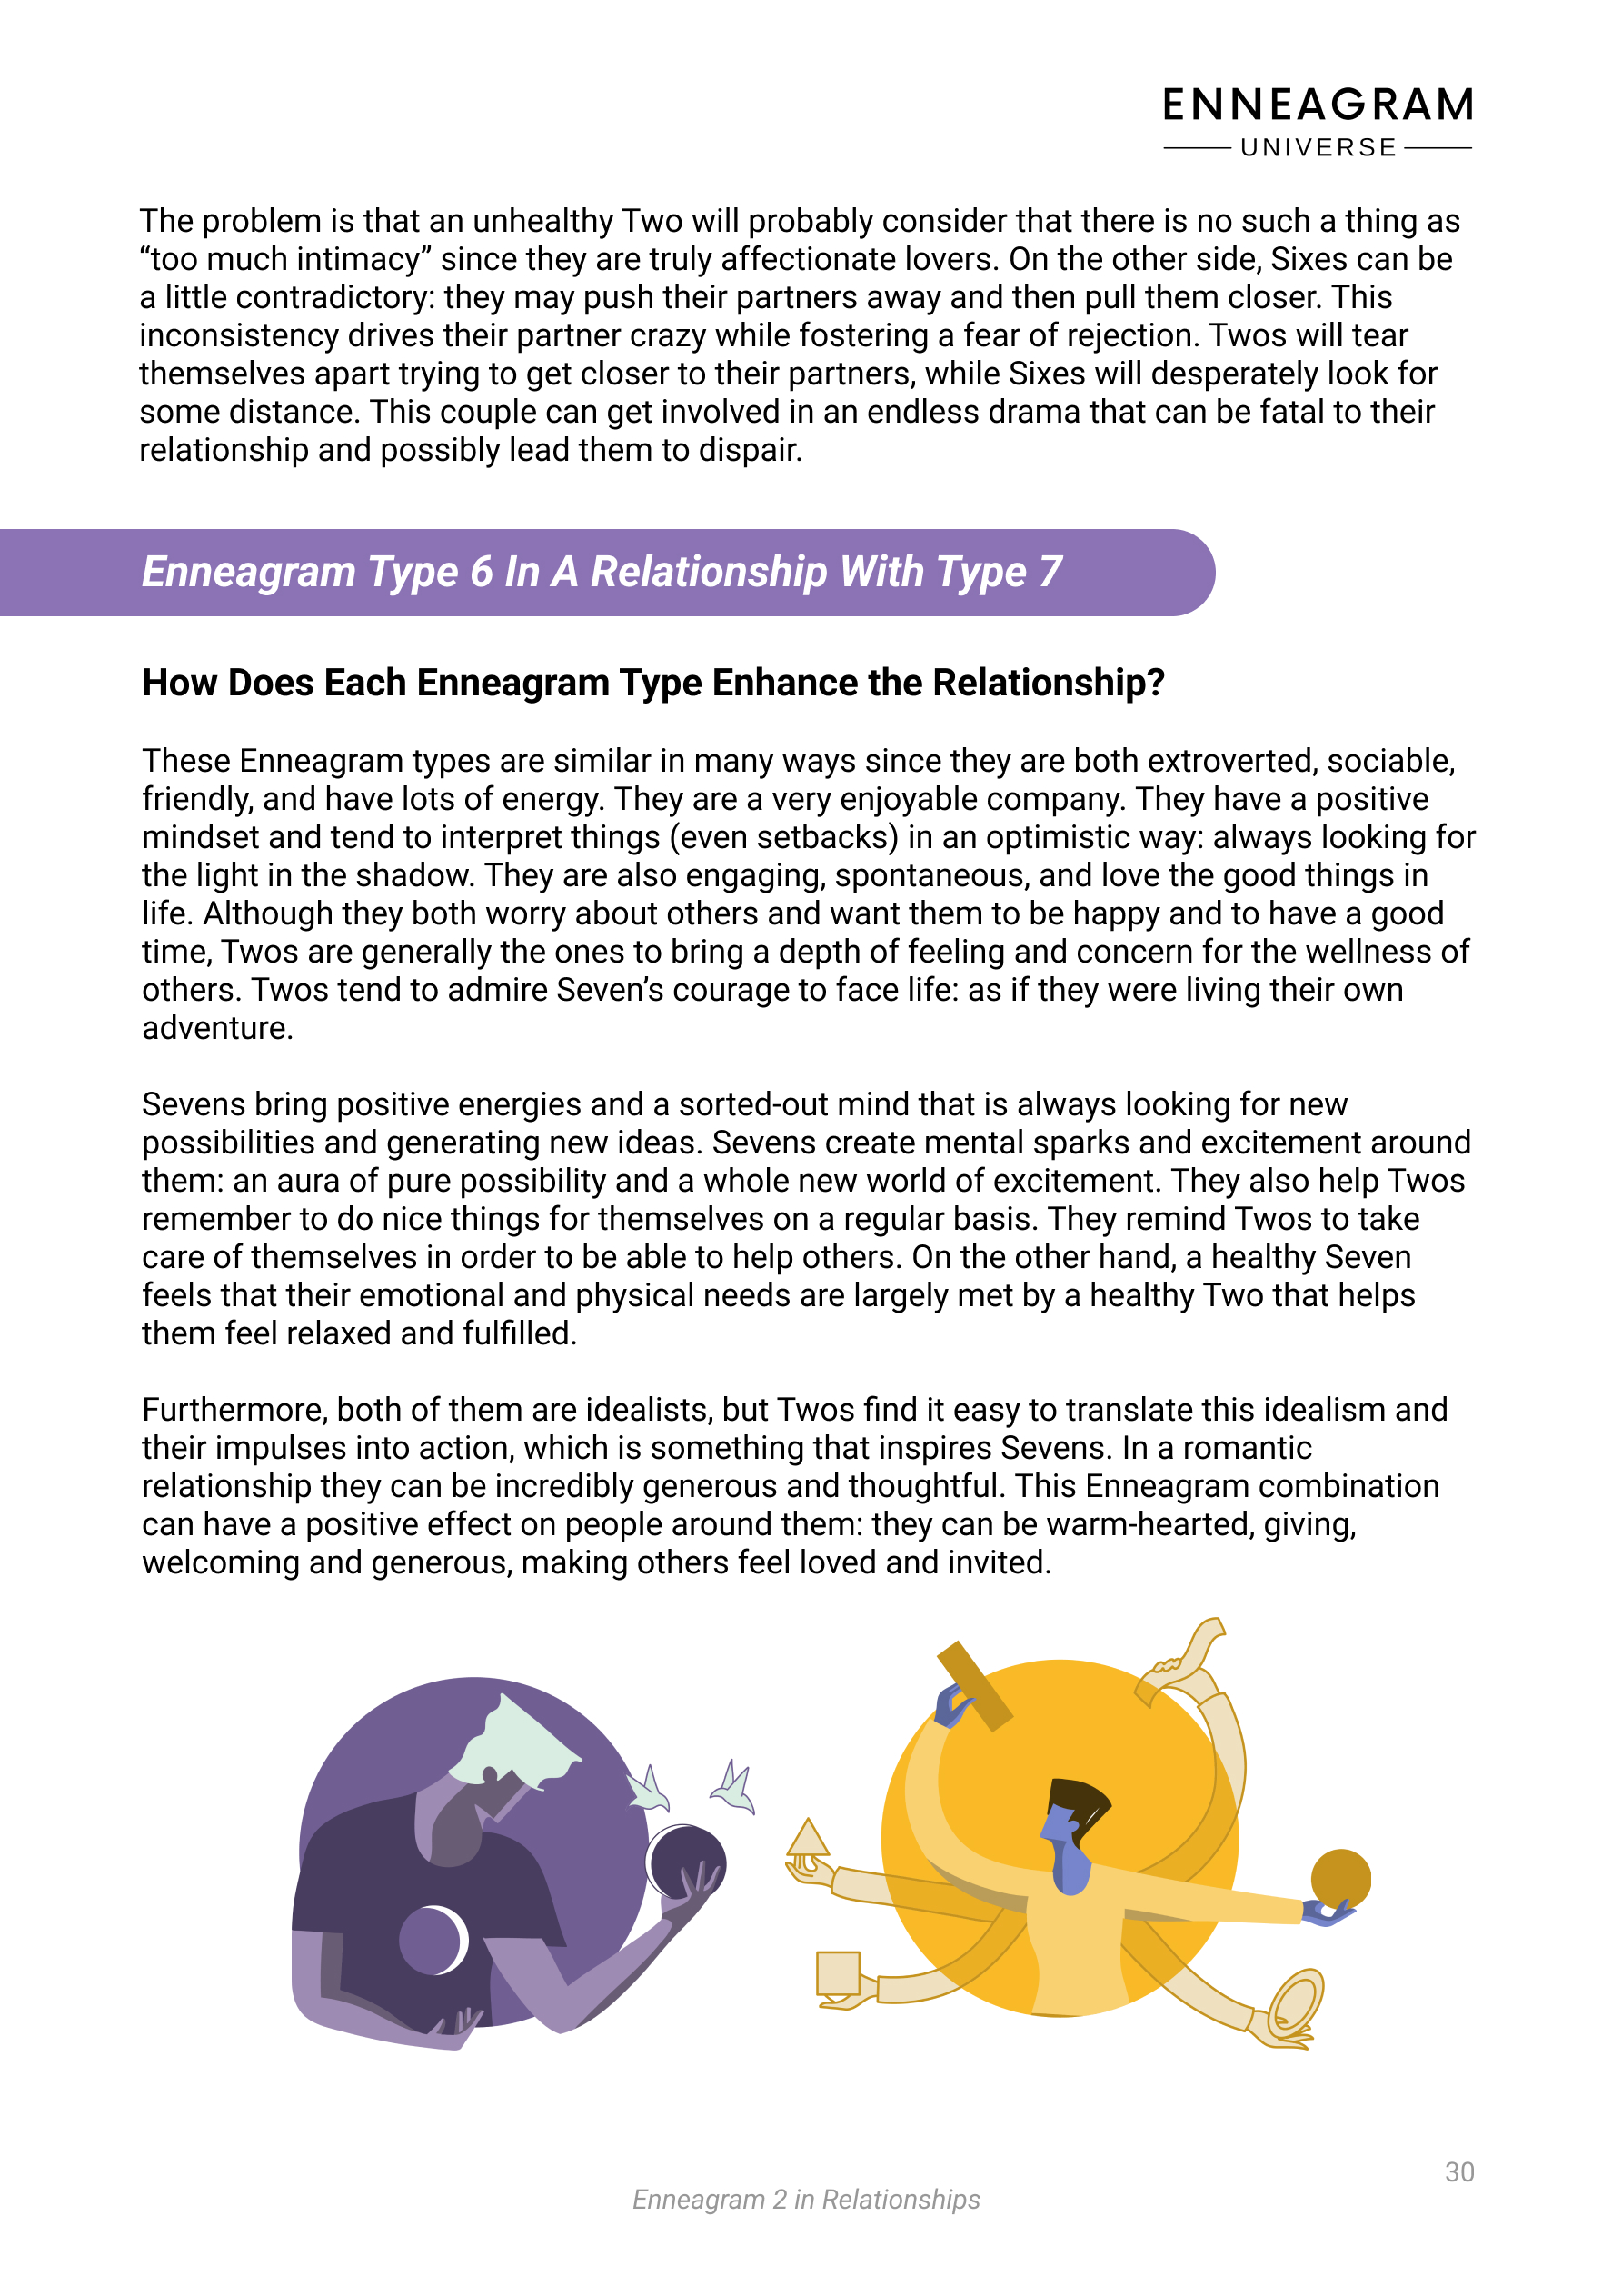 ENNEAGRAM
UNIVERSE
The problem is that an unhealthy Two will probably consider that there is no such a thing as
“too much intimacy” since they are truly affectionate lovers. On the other side, Sixes can be
a little contradictory: they may push their partners away and then pull them closer. This
inconsistency drives their partner crazy while fostering a fear of rejection. Twos will tear
themselves apart trying to get closer to their partners, while Sixes will desperately look for
some distance. This couple can get involved in an endless drama that can be fatal to their
relationship and possibly lead them to dispair.
Enneagram Type 6 In A Relationship With Type 7
How Does Each Enneagram Type Enhance the Relationship?
These Enneagram types are similar in many ways since they are both extroverted, sociable,
friendly, and have lots of energy. They are a very enjoyable company. They have a positive
mindset and tend to interpret things (even setbacks) in an optimistic way: always looking for
the light in the shadow. They are also engaging, spontaneous, and love the good things in
life. Although they both worry about others and want them to be happy and to have a good
time, Twos are generally the ones to bring a depth of feeling and concern for the wellness of
others. Twos tend to admire Seven’s courage to face life: as if they were living their own
adventure.
Sevens bring positive energies and a sorted-out mind that is always looking for new
possibilities and generating new ideas. Sevens create mental sparks and excitement around
them: an aura of pure possibility and a whole new world of excitement. They also help Twos
remember to do nice things for themselves on a regular basis. They remind Twos to take
care of themselves in order to be able to help others. On the other hand, a healthy Seven
feels that their emotional and physical needs are largely met by a healthy Two that helps
them feel relaxed and fulfilled.
Furthermore, both of them are idealists, but Twos find it easy to translate this idealism and
their impulses into action, which is something that inspires Sevens. In a romantic
relationship they can be incredibly generous and thoughtful. This Enneagram combination
can have a positive effect on people around them: they can be warm-hearted, giving,
welcoming and generous, making others feel loved and invited.
30
Enneagram 2 in Relationships